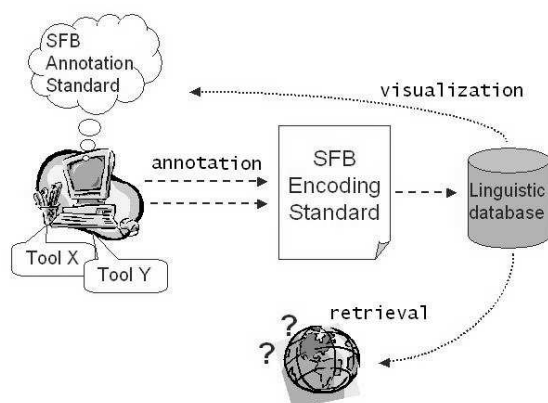 SFB
Annotation
Standard
visualization
annotation
SFB
Encoding
Standard
Linguistic
database
Tool X
Tool Y
retrieval
?
?